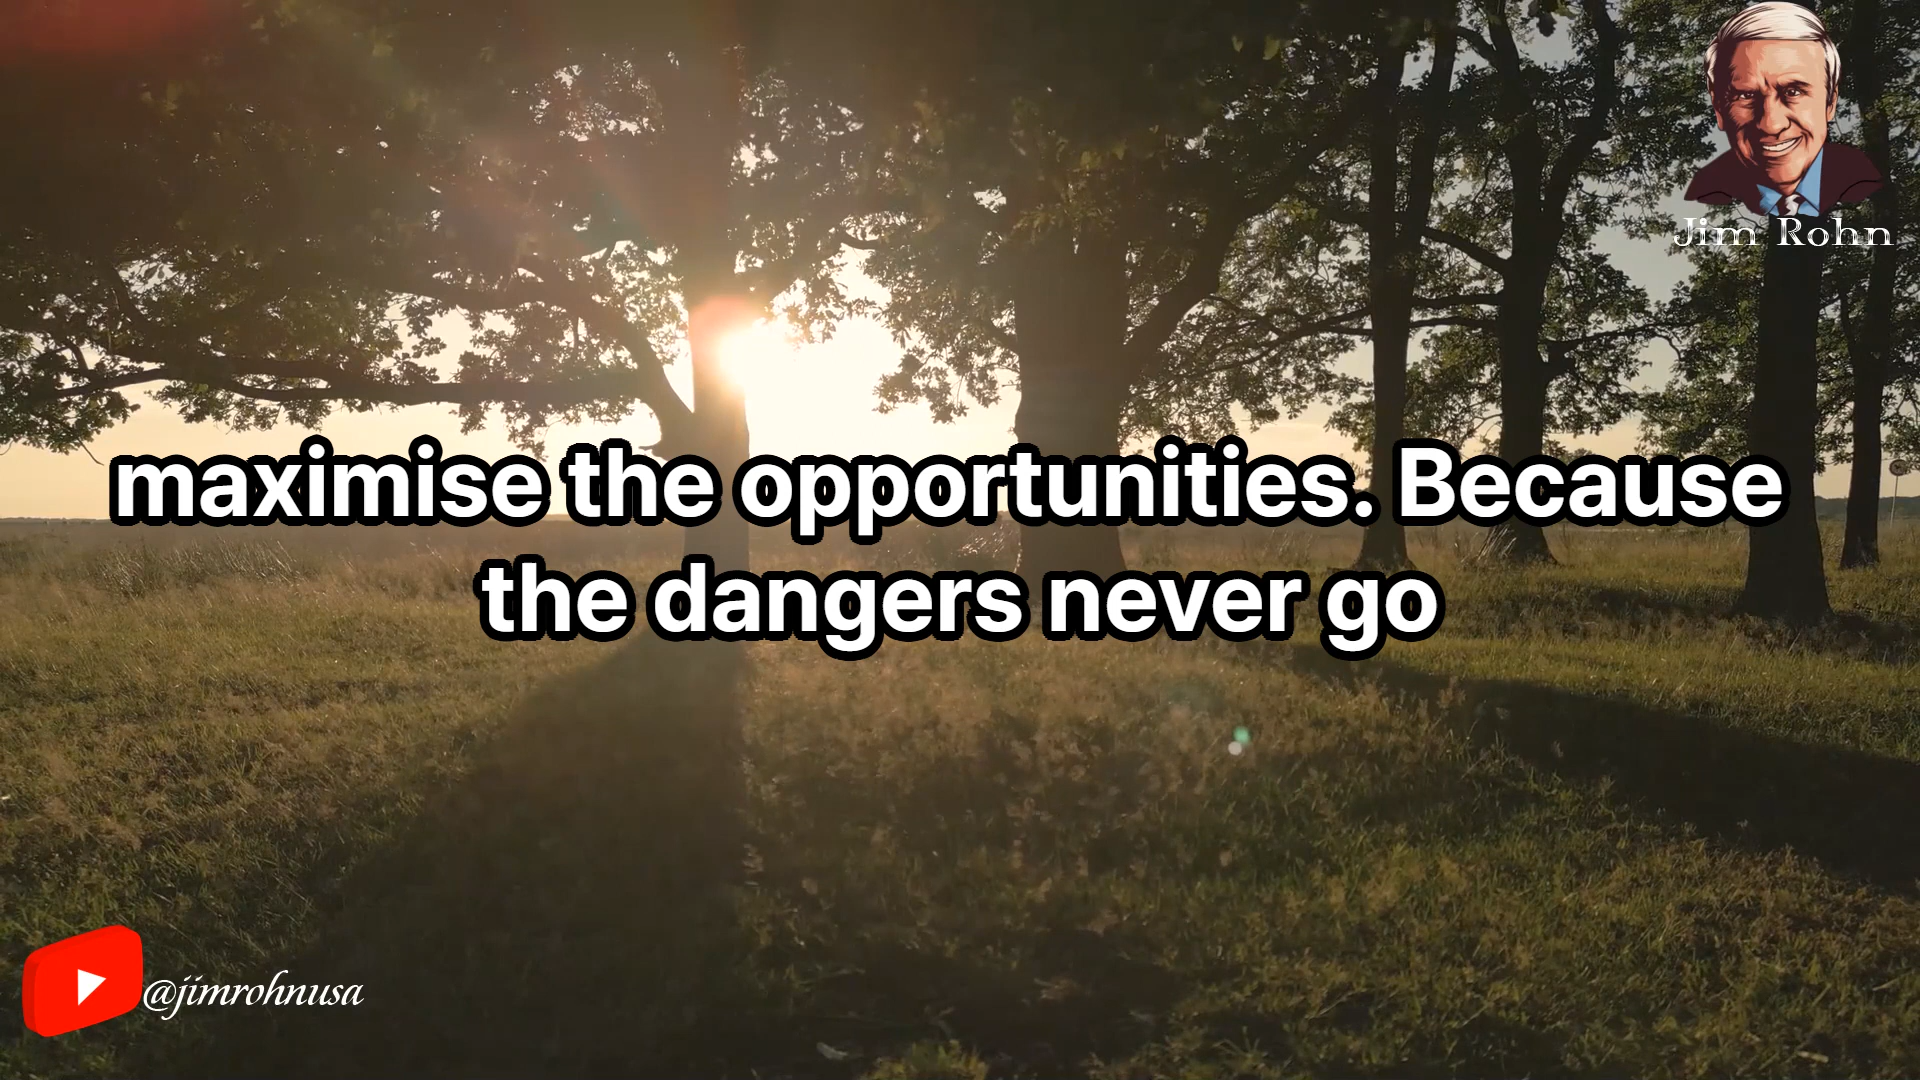 Jim Rohn
maximise the opportunities. Because
the dangers never go
@jimrohnusa